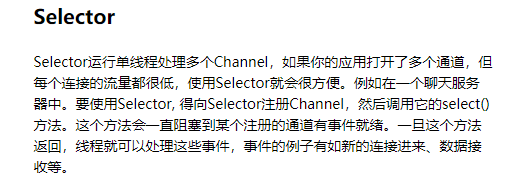 Selector
Selector运行单线程处理多个Channel，如果你的应用打开了多个通道，但
每个连接的流量都很低，使用Selector就会很方便。例如在一个聊天服务
器中。要使用Selector, 得向Selector注册Channel，然后调用它的select()
方法。这个方法会一直阻塞到某个注册的通道有事件就绪。一旦这个方法
返回，线程就可以处理这些事件，事件的例子有如新的连接进来、数据接
收等。